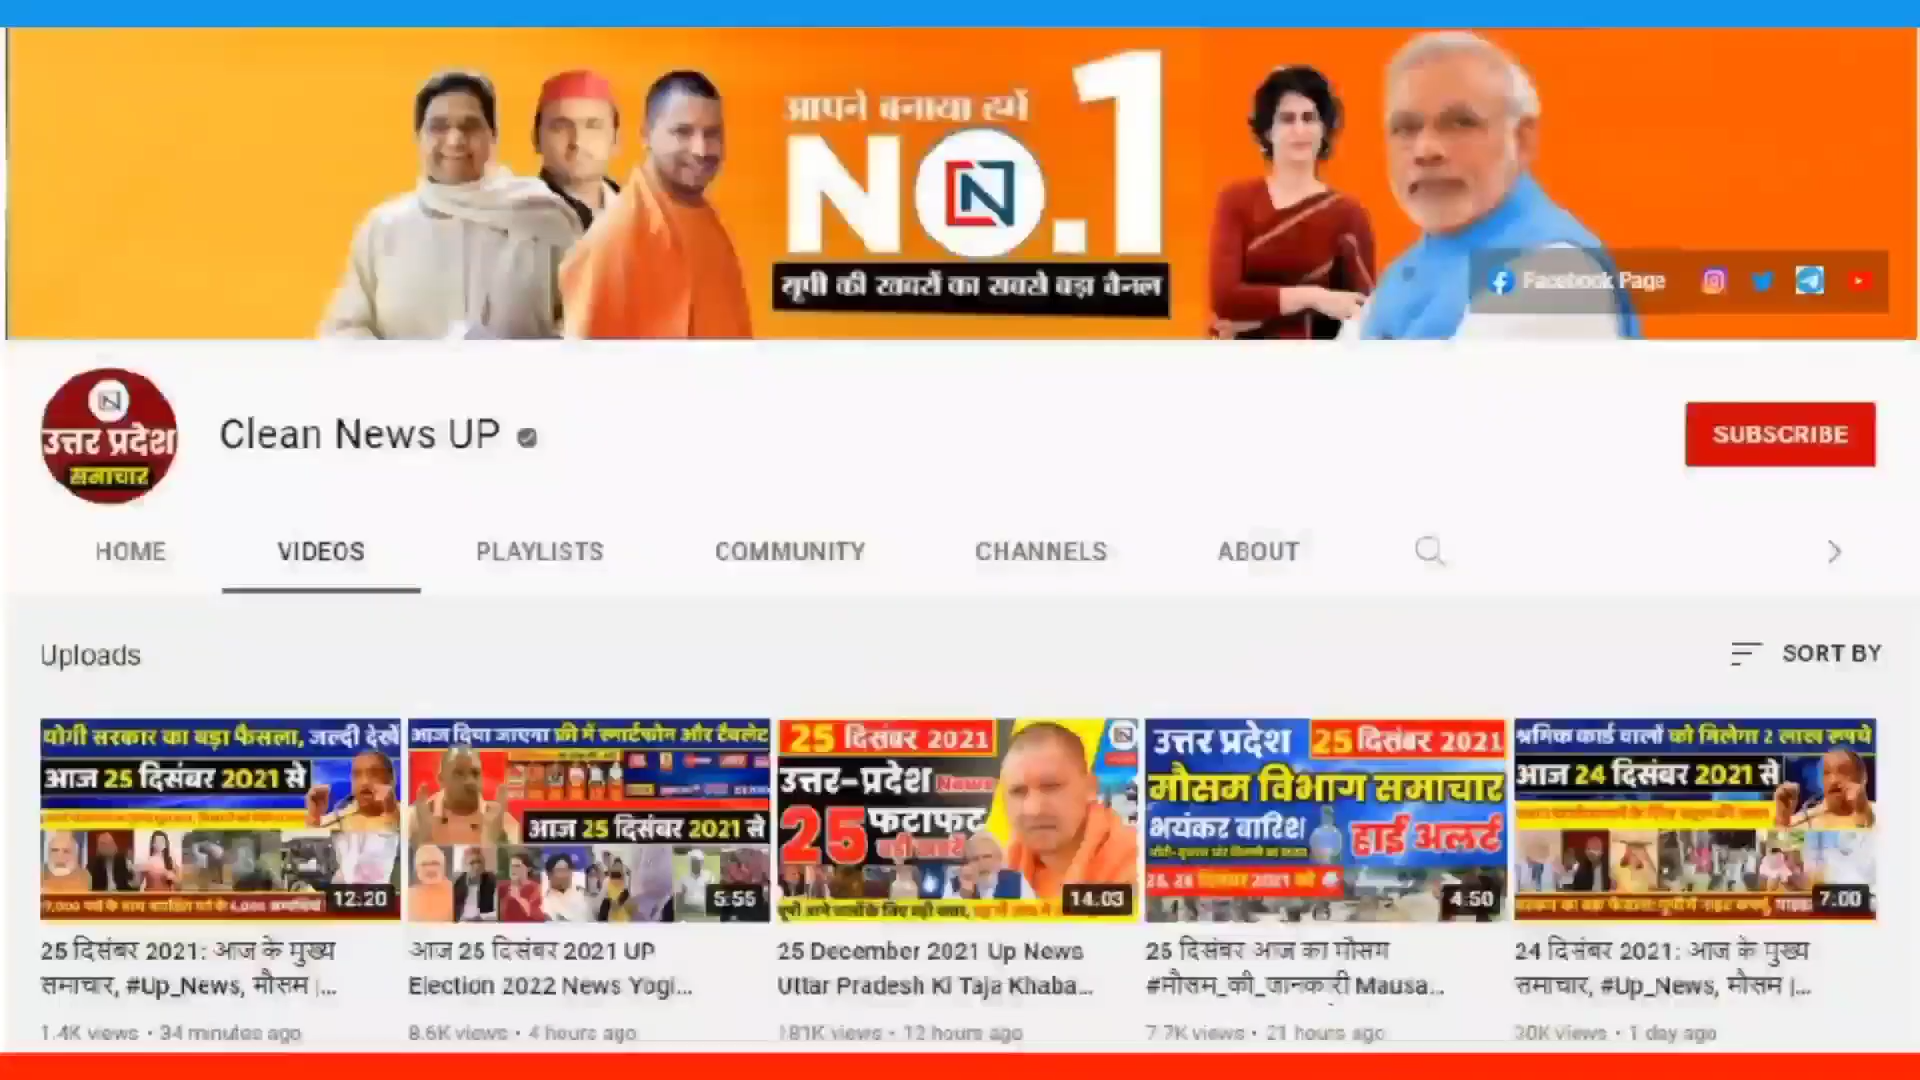 आपने बनाया हमें
NO.1
N
यूपी की खबरों का सबसे बड़ा चैनल
Facebook Page
N
उत्तर प्रदेश
समाचार
Clean News UP
SUBSCRIBE
HOME VIDEOS PLAYLISTS COMMUNITY CHANNELS ABOUT
Uploads
SORT BY
योगी सरकार का बड़ा फैसला, जल्दी देखें
आज 25 दिसंबर 2021 से
12:20
आज दिया जाएगा फ्री में स्मार्टफोन और टैबलेट
आज 25 दिसंबर 2021 से
5:55
25 दिसंबर 2021
उत्तर-प्रदेश News
25 फटाफट
बड़ी खबरें
14:03
उत्तर प्रदेश 25 दिसंबर 2021
मौसम विभाग समाचार
भयंकर बारिश
हाई अलर्ट
4:50
श्रमिक कार्ड वालों को मिलेगा 2 लाख रूपये
आज 24 दिसंबर 2021 से
7:00
25 दिसंबर 2021: आज के मुख्य
समाचार, #Up_News, मौसम |...
1.4K views • 34 minutes ago
आज 25 दिसंबर 2021 UP
Election 2022 News Yogi...
8.6K views • 4 hours ago
25 December 2021 Up News
Uttar Pradesh Ki Taja Khaba...
181K views • 12 hours ago
25 दिसंबर आज का मौसम
#मौसम_की_जानकारी Mausa...
7.7K views • 21 hours ago
24 दिसंबर 2021: आज के मुख्य
समाचार, #Up_News, मौसम |...
30K views • 1 day ago